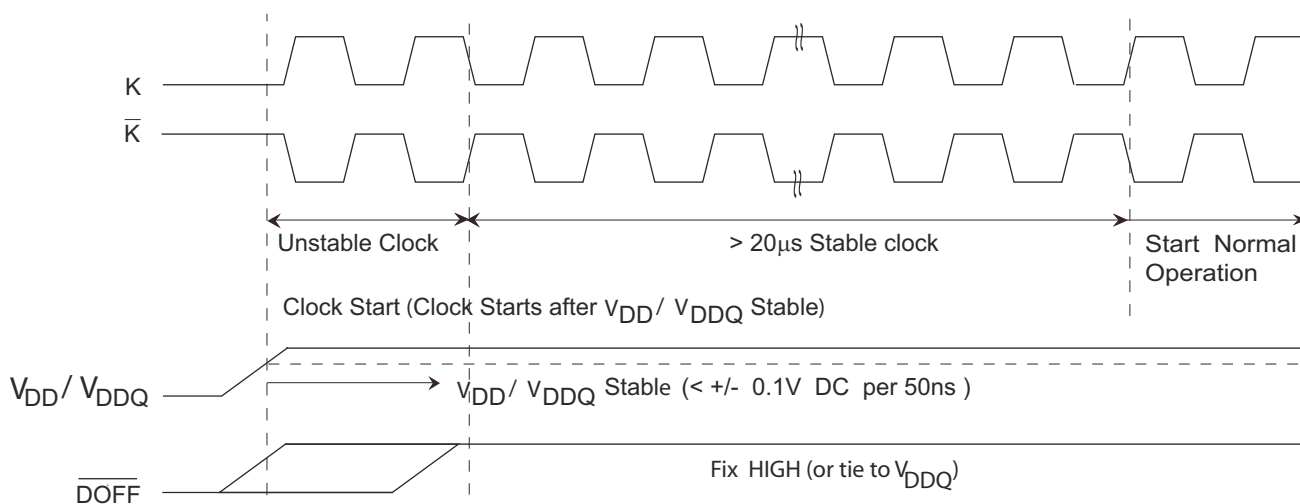 K
K̅
Unstable Clock
> 20μs Stable clock
Start Normal
Operation
Clock Start (Clock Starts after VDD / VDDQ Stable)
VDD / VDDQ
VDD / VDDQ Stable (< +/- 0.1V DC per 50ns )
Fix HIGH (or tie to VDDQ)
D̅O̅F̅F̅